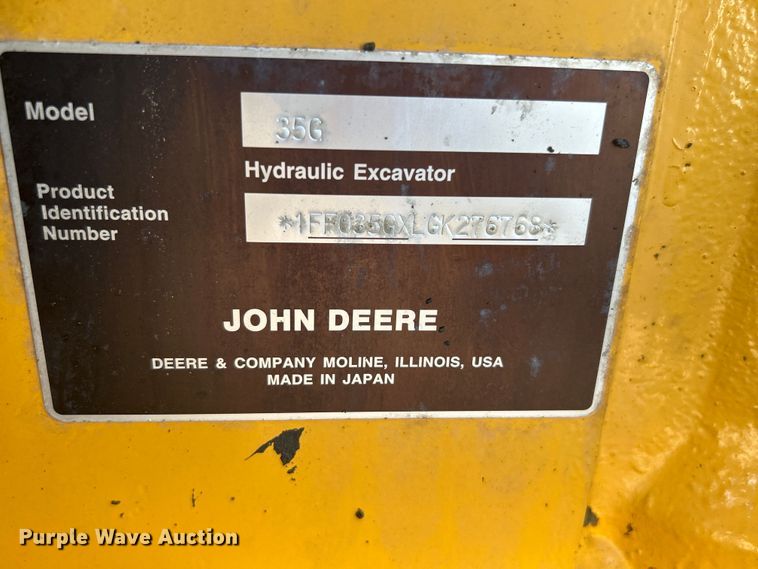 Model
35G
Hydraulic Excavator
Product
Identification
Number
*1FF035GXLGK276768*
JOHN DEERE
DEERE & COMPANY MOLINE, ILLINOIS, USA
MADE IN JAPAN
Purple Wave Auction